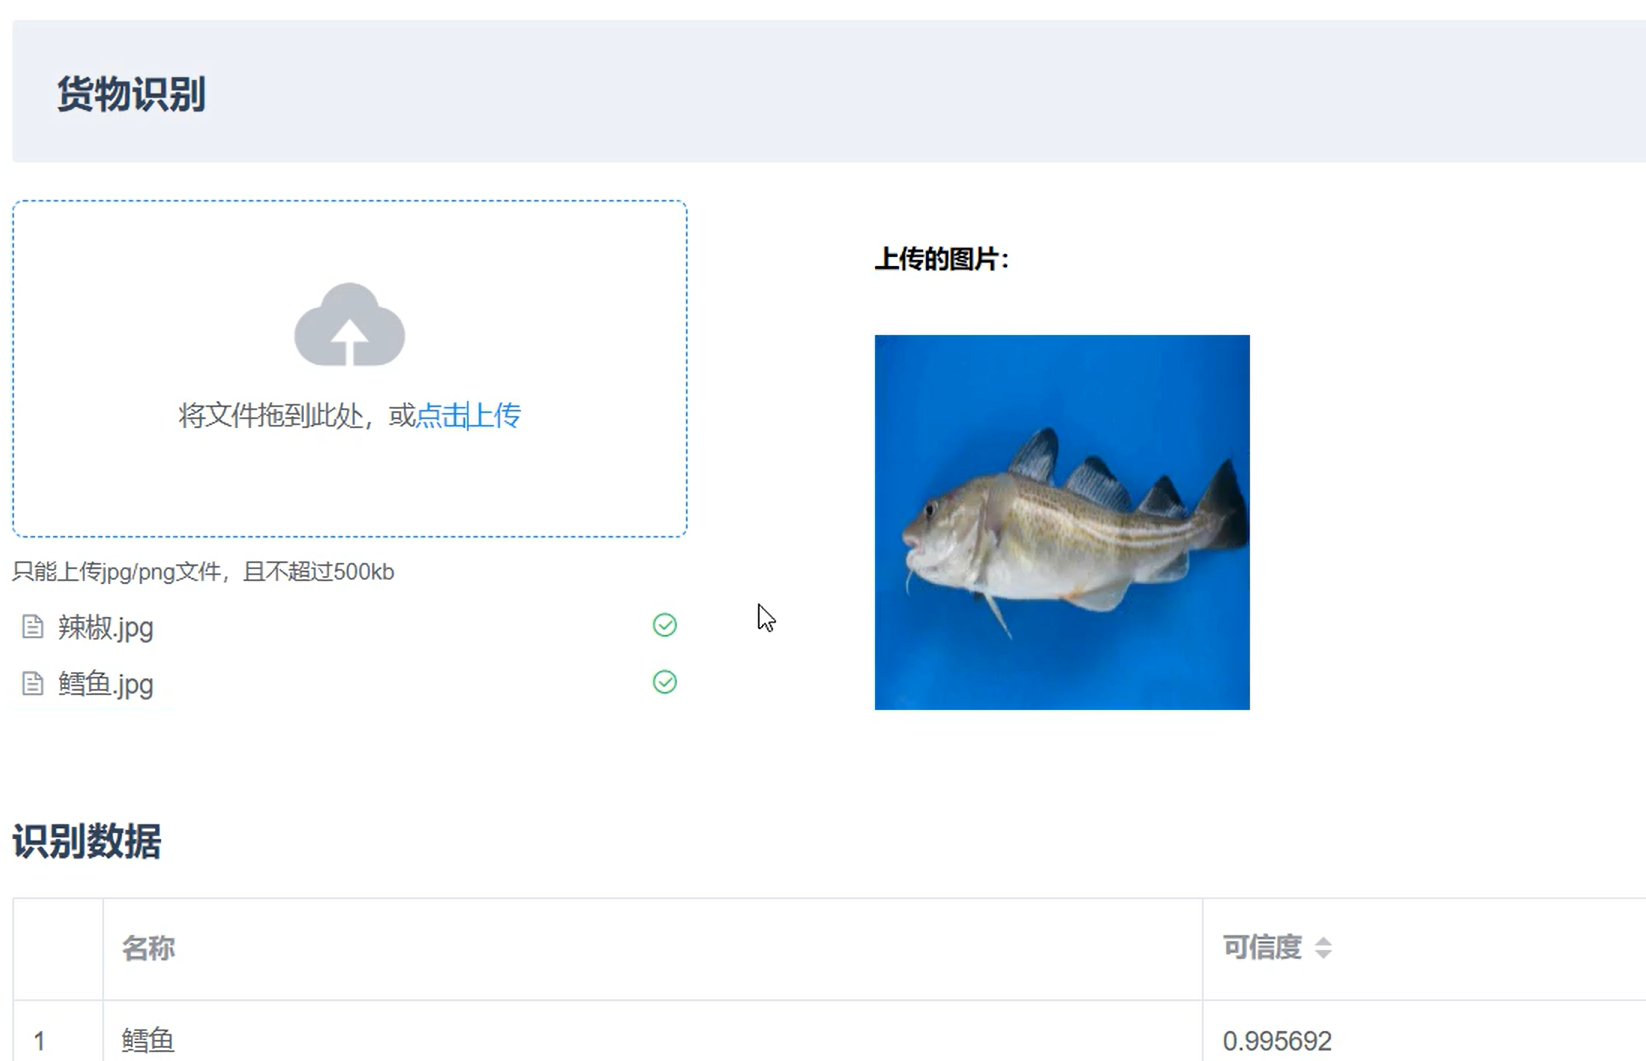 货物识别
将文件拖到此处，或点击上传
只能上传jpg/png文件，且不超过500kb
辣椒.jpg
鳕鱼.jpg
上传的图片：
识别数据
名称 可信度
1 鳕鱼 0.995692